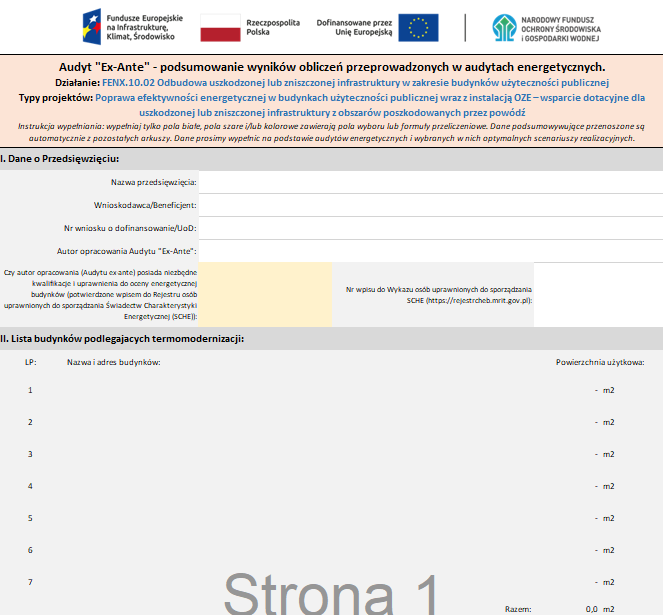 Fundusze Europejskie
na Infrastrukturę,
Klimat, Środowisko
Rzeczpospolita
Polska
Dofinansowane przez
Unię Europejską
NARODOWY FUNDUSZ
OCHRONY ŚRODOWISKA
i GOSPODARKI WODNEJ
Audyt "Ex-Ante" - podsumowanie wyników obliczeń przeprowadzonych w audytach energetycznych.
Działanie: FENX.10.02 Odbudowa uszkodzonej lub zniszczonej infrastruktury w zakresie budynków użyteczności publicznej
Typy projektów: Poprawa efektywności energetycznej w budynkach użyteczności publicznej wraz z instalacją OZE – wsparcie dotacyjne dla
uszkodzonej lub zniszczonej infrastruktury z obszarów poszkodowanych przez powódź
Instrukcja wypełniania: wypełniaj tylko pola białe, pola szare i/lub kolorowe zawierają pola wyboru lub formuły przeliczeniowe. Dane podsumowywujące przenoszone są
automatycznie z pozostałych arkuszy. Dane prosimy wypełnic na podstawie audytów energetycznych i wybranych w nich optymalnych scenariuszy realizacyjnych.
I. Dane o Przedsięwzięciu:
Nazwa przedsięwzięcia:
Wnioskodawca/Beneficjent:
Nr wniosku o dofinansowanie/UoD:
Autor opracowania Audytu "Ex-Ante":
Czy autor opracowania (Audytu ex-ante) posiada niezbędne
kwalifikacje i uprawnienia do oceny energetycznej
budynków (potwierdzone wpisem do Rejestru osób
uprawnionych do sporządzania Świadectw Charakterystyki
Energetycznej (SCHE)):
Nr wpisu do Wykazu osób uprawnionych do sporządzania
SCHE (https://rejestrcheb.mrit.gov.pl):
II. Lista budynków podlegajacych termomodernizacji:
LP: Nazwa i adres budynków: Powierzchnia użytkowa:
1 - m2
2 - m2
3 - m2
4 - m2
5 - m2
6 - m2
7 - m2
Strona 1
Razem: 0,0 m2